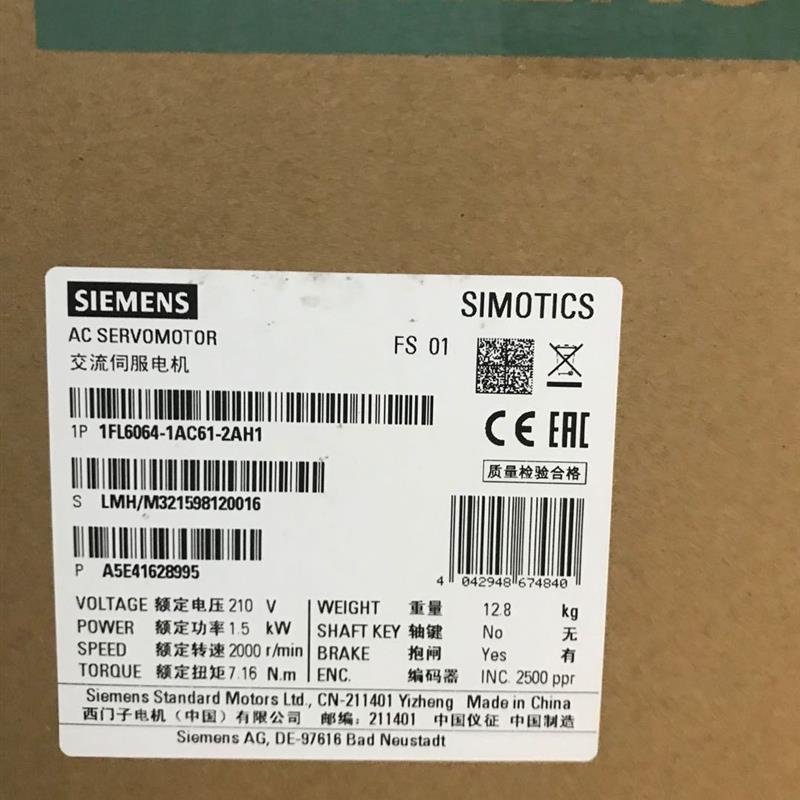 SIEMENS
SIMOTICS
AC SERVOMOTOR
交流伺服电机
FS 01
1P 1FL6064-1AC61-2AH1
CE EAC
质量检验合格
S LMH/M321598120016
P A5E41628995
4 042948 674840
VOLTAGE 额定电压 210 V
POWER 额定功率 1.5 kW
SPEED 额定转速 2000 r/min
TORQUE 额定扭矩 7.16 N.m
WEIGHT 重量 12.8 kg
SHAFT KEY 轴键 No 无
BRAKE 抱闸 Yes 有
ENC. 编码器 INC. 2500 ppr
Siemens Standard Motors Ltd., CN-211401 Yizheng Made in China
西门子电机（中国）有限公司 邮编: 211401 中国仪征 中国制造
Siemens AG, DE-97616 Bad Neustadt